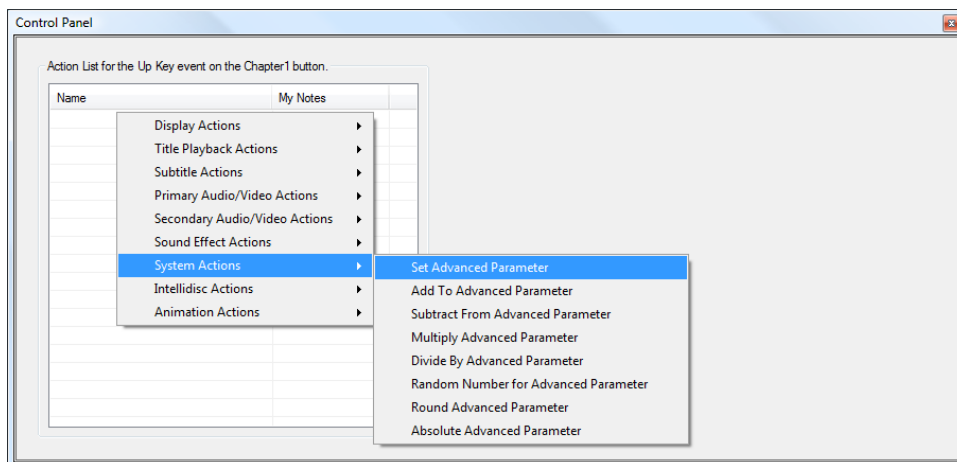 Control Panel
Action List for the Up Key event on the Chapter1 button.
Name My Notes
Display Actions
Title Playback Actions
Subtitle Actions
Primary Audio/Video Actions
Secondary Audio/Video Actions
Sound Effect Actions
System Actions
Intellidisc Actions
Animation Actions
Set Advanced Parameter
Add To Advanced Parameter
Subtract From Advanced Parameter
Multiply Advanced Parameter
Divide By Advanced Parameter
Random Number for Advanced Parameter
Round Advanced Parameter
Absolute Advanced Parameter